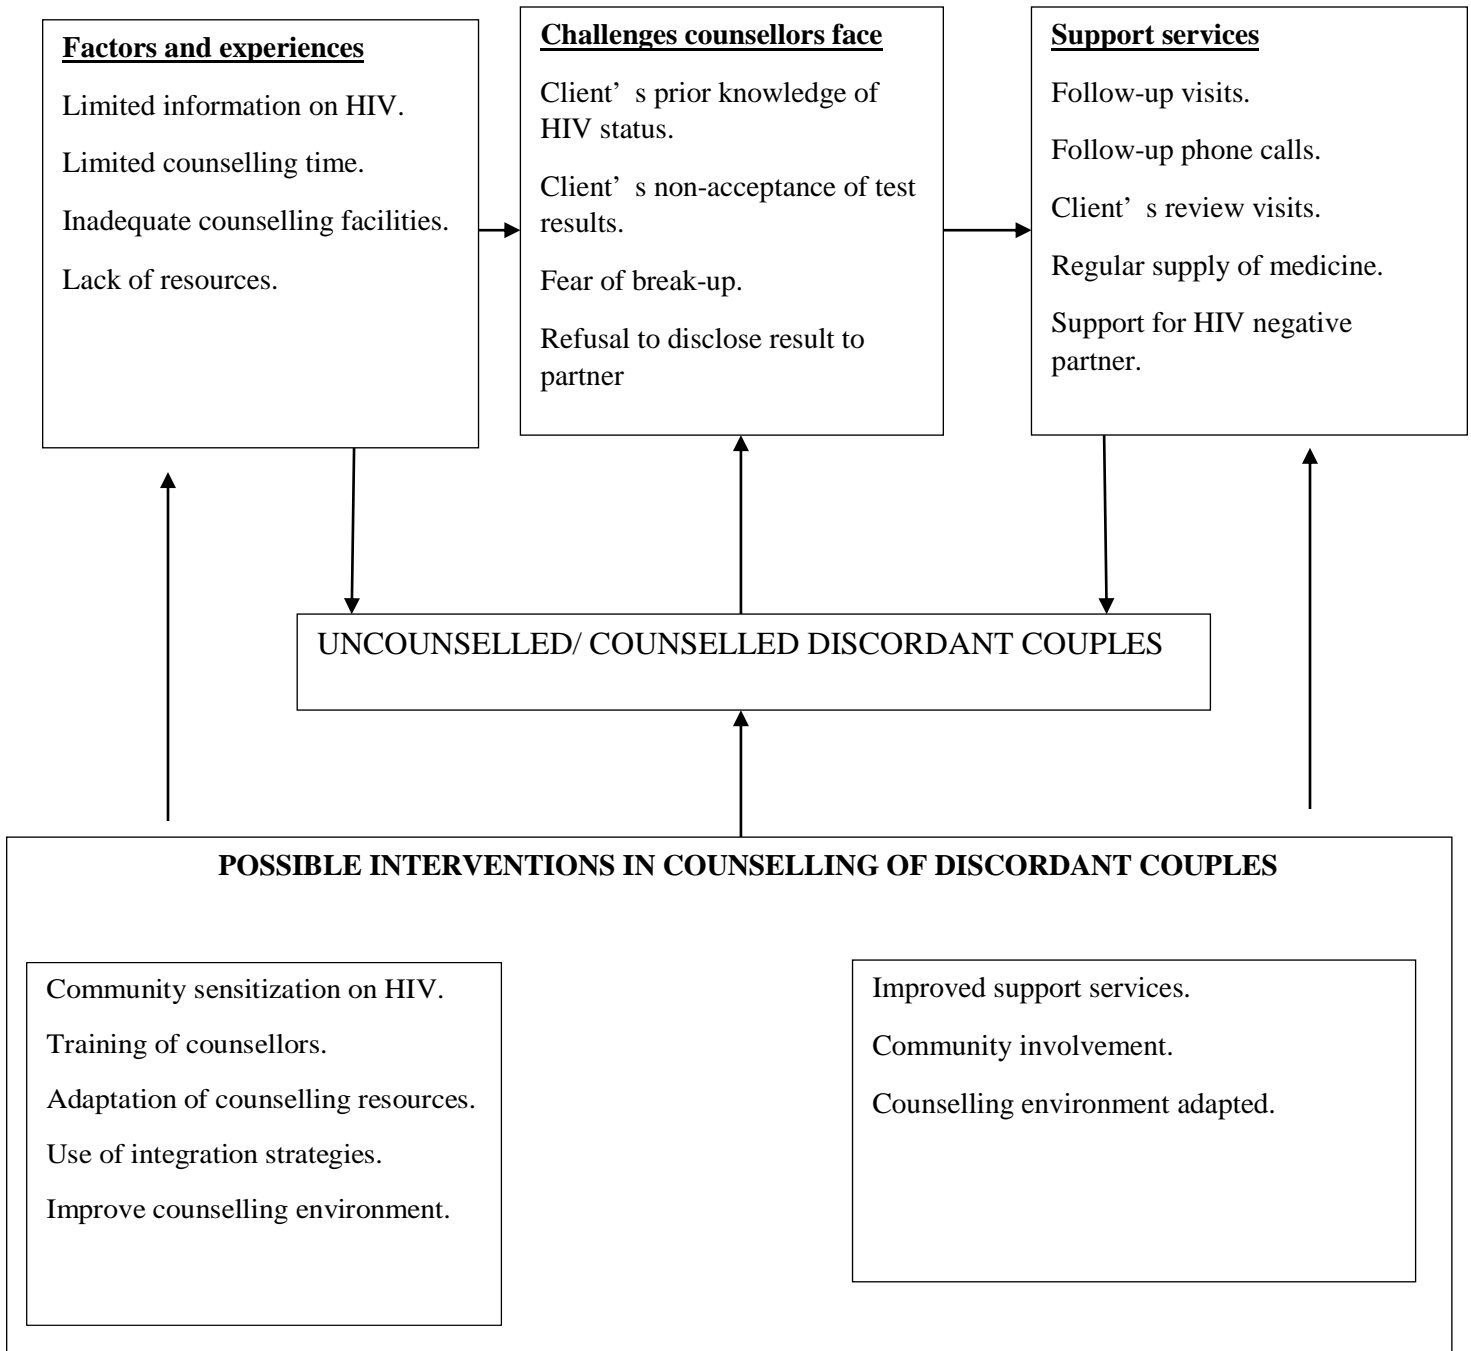 Factors and experiences
Limited information on HIV.
Limited counselling time.
Inadequate counselling facilities.
Lack of resources.
Challenges counsellors face
Client’ s prior knowledge of
HIV status.
Client’ s non-acceptance of test
results.
Fear of break-up.
Refusal to disclose result to
partner
Support services
Follow-up visits.
Follow-up phone calls.
Client’ s review visits.
Regular supply of medicine.
Support for HIV negative
partner.
UNCOUNSELLED/ COUNSELLED DISCORDANT COUPLES
POSSIBLE INTERVENTIONS IN COUNSELLING OF DISCORDANT COUPLES
Community sensitization on HIV.
Training of counsellors.
Adaptation of counselling resources.
Use of integration strategies.
Improve counselling environment.
Improved support services.
Community involvement.
Counselling environment adapted.